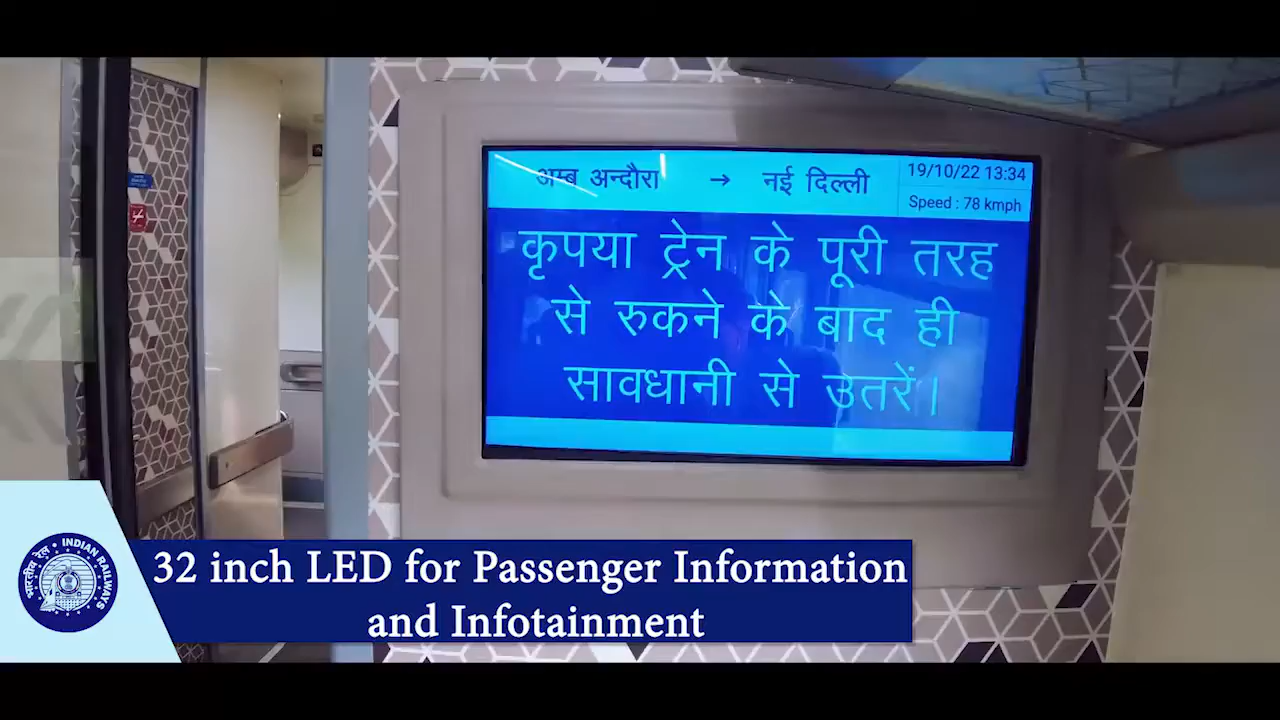 अम्ब अन्दौरा → नई दिल्ली
19/10/22 13:34
Speed : 78 kmph
कृपया ट्रेन के पूरी तरह
से रुकने के बाद ही
सावधानी से उतरें।
भारतीय रेल • INDIAN RAILWAYS
32 inch LED for Passenger Information
and Infotainment